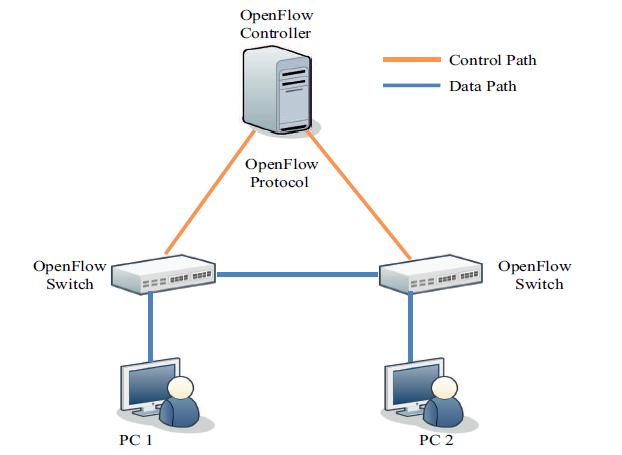 OpenFlow
Controller
Control Path
Data Path
OpenFlow
Protocol
OpenFlow
Switch
OpenFlow
Switch
PC 1
PC 2